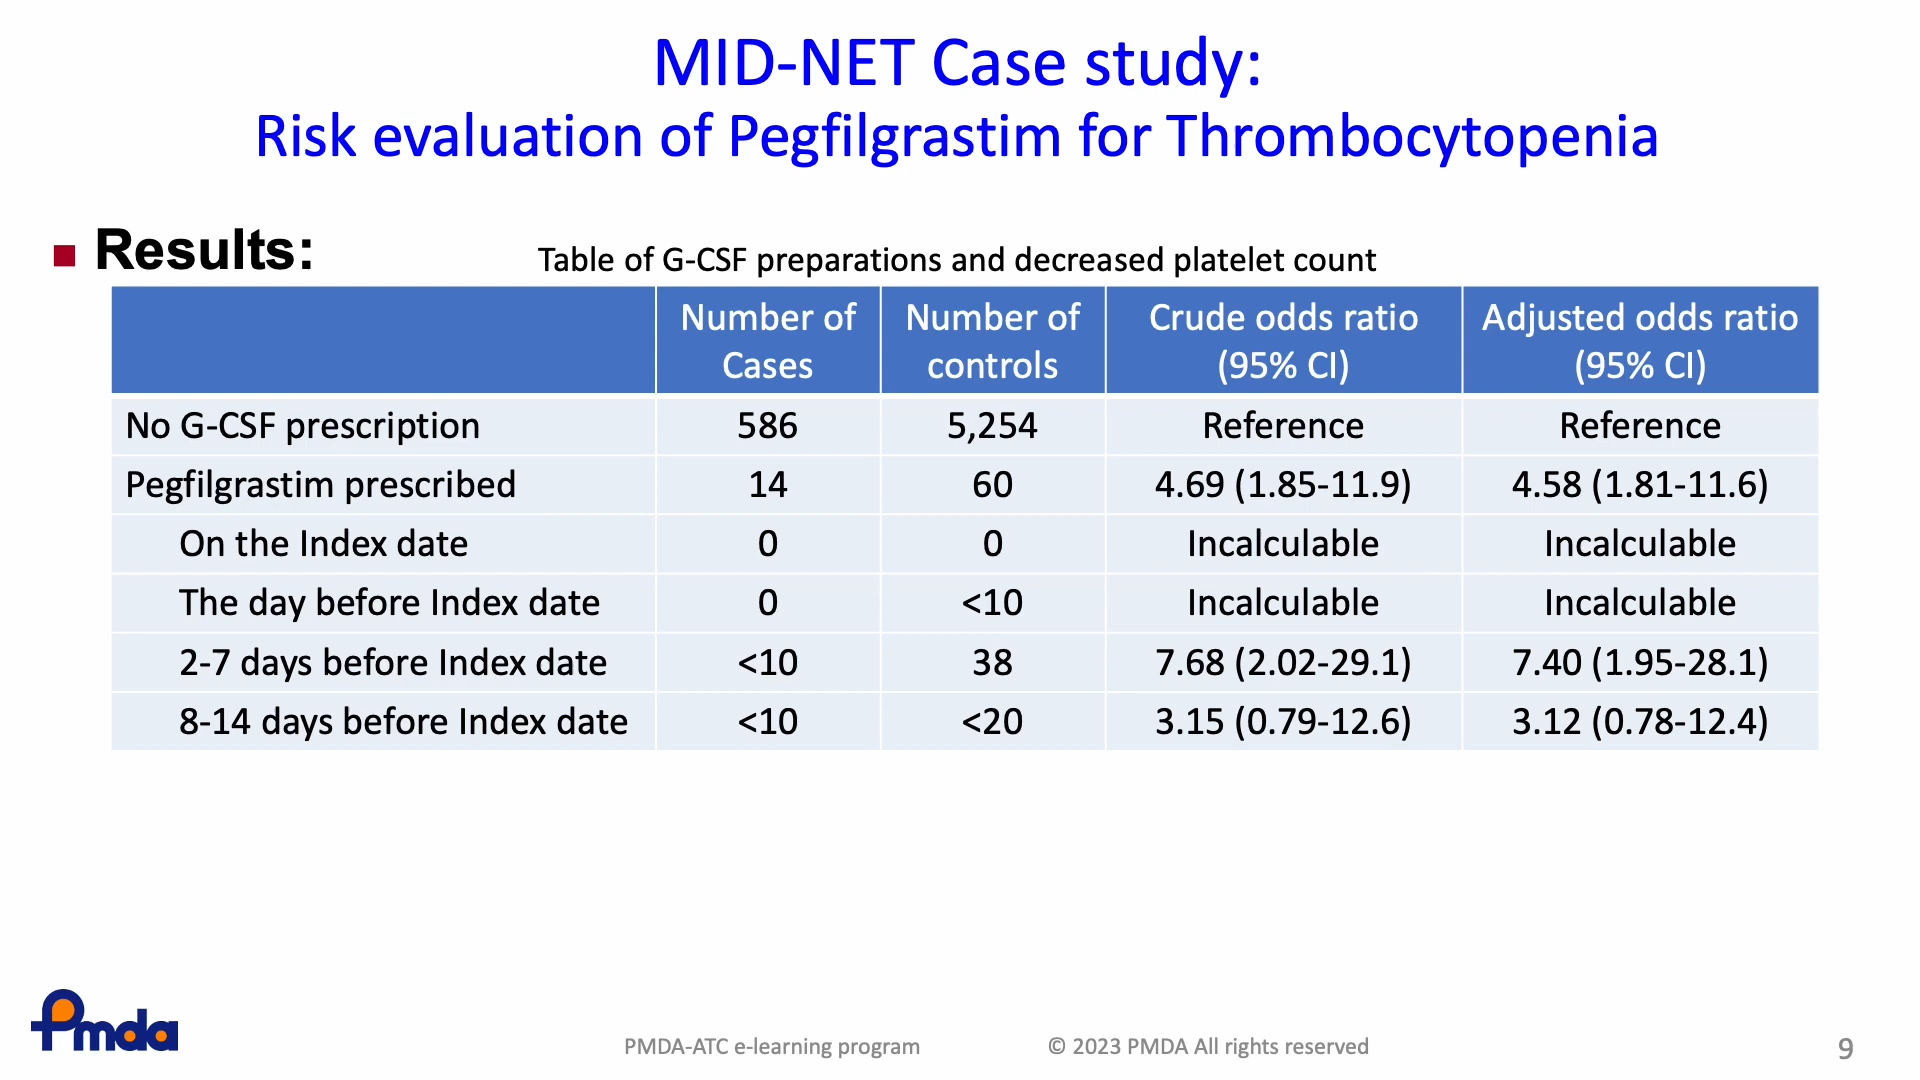 MID-NET Case study:
Risk evaluation of Pegfilgrastim for Thrombocytopenia
Results:
Table of G-CSF preparations and decreased platelet count
Number of Cases Number of controls Crude odds ratio (95% CI) Adjusted odds ratio (95% CI)
No G-CSF prescription 586 5,254 Reference Reference
Pegfilgrastim prescribed 14 60 4.69 (1.85-11.9) 4.58 (1.81-11.6)
On the Index date 0 0 Incalculable Incalculable
The day before Index date 0 <10 Incalculable Incalculable
2-7 days before Index date <10 38 7.68 (2.02-29.1) 7.40 (1.95-28.1)
8-14 days before Index date <10 <20 3.15 (0.79-12.6) 3.12 (0.78-12.4)
Pmda
PMDA-ATC e-learning program © 2023 PMDA All rights reserved 9